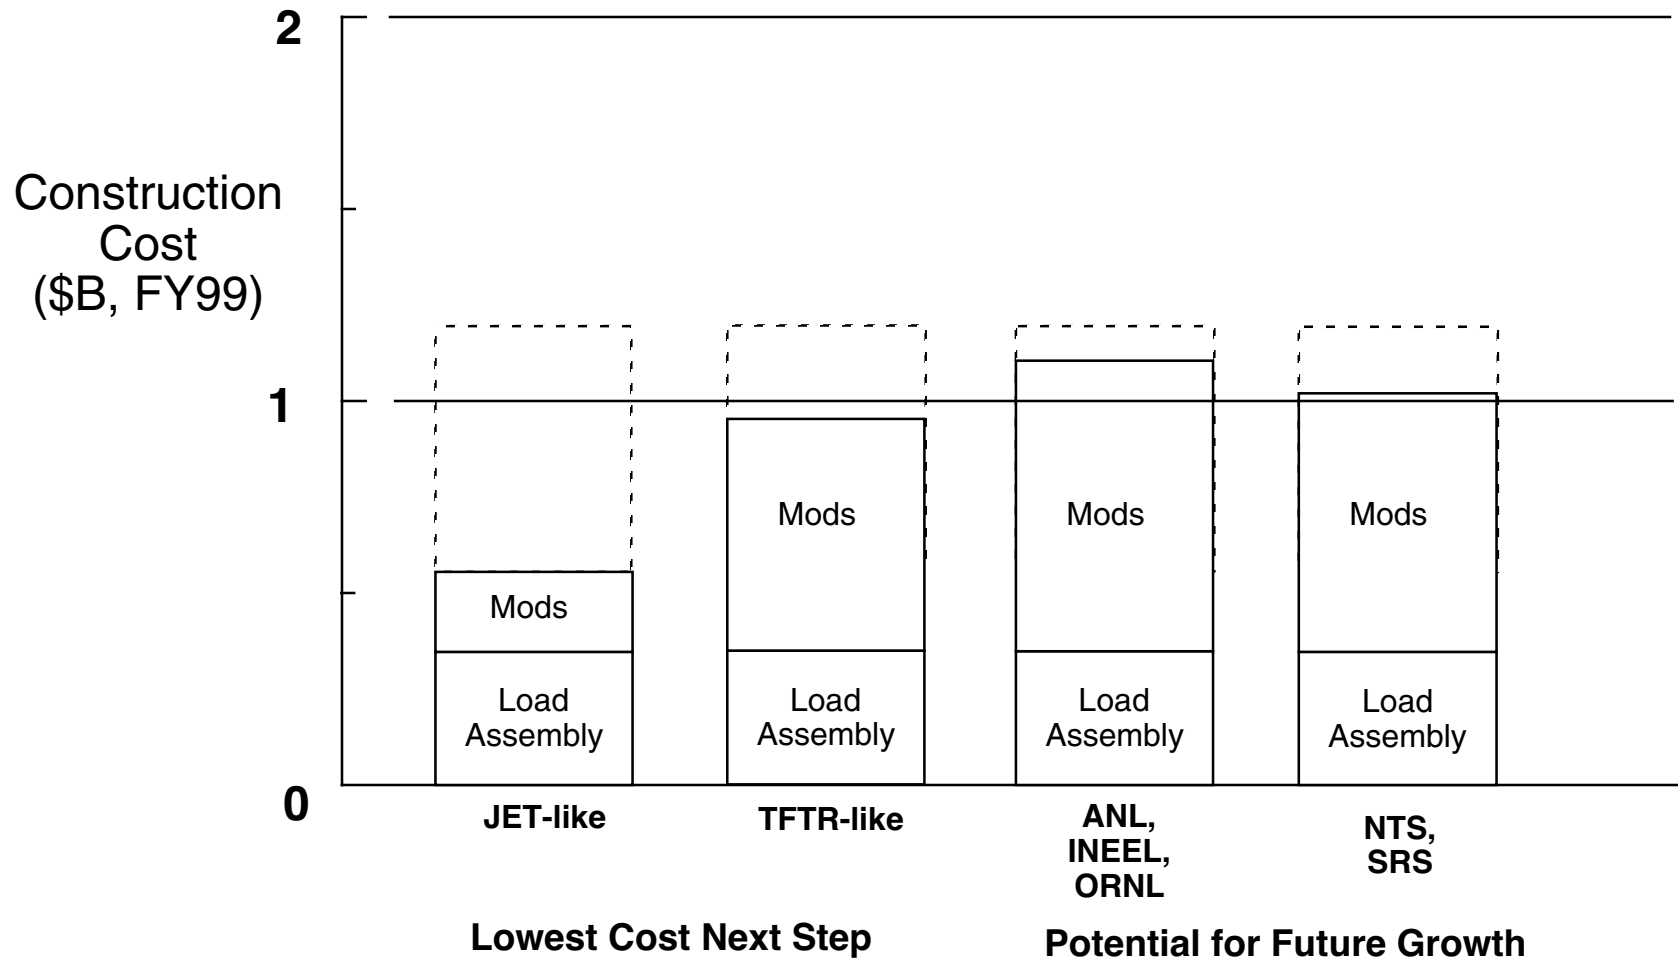 2
Construction
Cost
($B, FY99)
1
Mods
Mods
Mods
Mods
Load
Assembly
Load
Assembly
Load
Assembly
Load
Assembly
0
JET-like
TFTR-like
ANL,
INEEL,
ORNL
NTS,
SRS
Lowest Cost Next Step
Potential for Future Growth